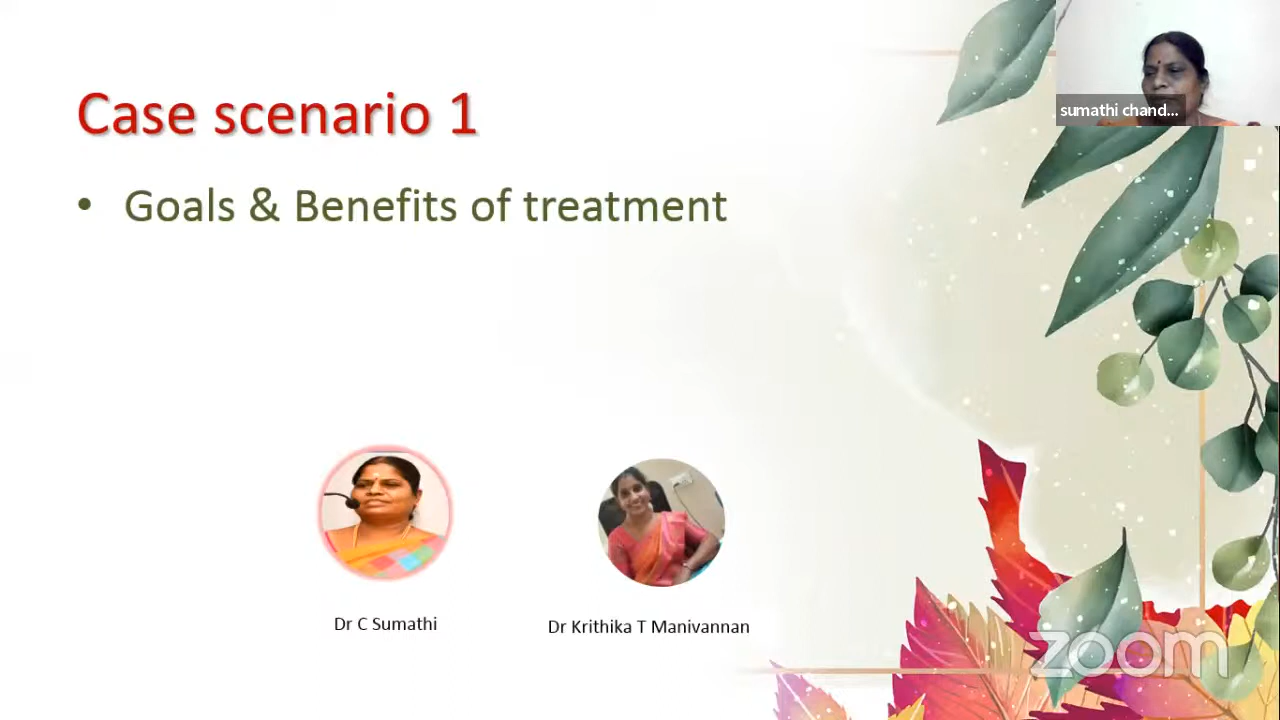 sumathi chand...
Case scenario 1
• Goals & Benefits of treatment
Dr C Sumathi
Dr Krithika T Manivannan
zoom